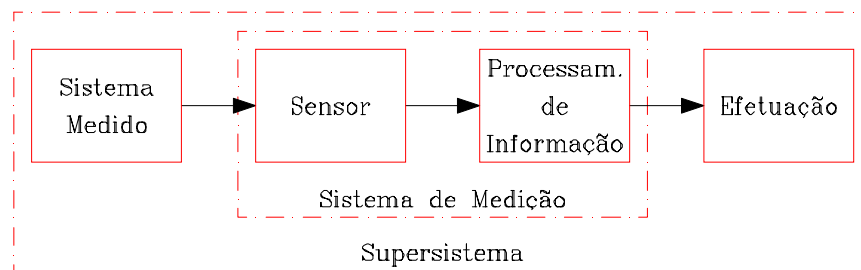 Sistema
Medido
Sensor
Processam.
de
Informação
Efetuação
Sistema de Medição
Supersistema